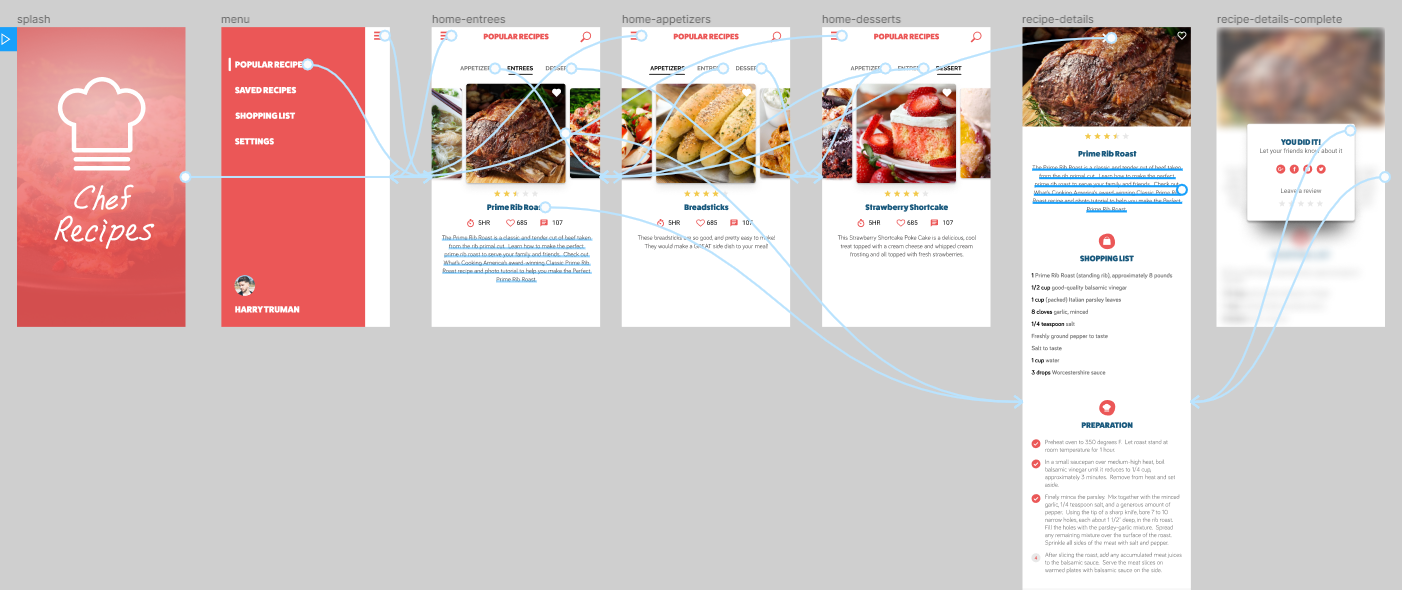 splash
menu
home-entrees
home-appetizers
home-desserts
recipe-details
recipe-details-complete
Chef
Recipes
POPULAR RECIPES
SAVED RECIPES
SHOPPING LIST
SETTINGS
HARRY TRUMAN
POPULAR RECIPES
ENTREES
Prime Rib Roast
5HR 685 107
The Prime Rib Roast is a classic and tender cut of beef taken
from the rib primal cut. Learn how to make the perfect
prime rib roast to serve your family and friends. Check out
What's Cooking America's award-winning Classic Prime Rib
Roast recipe and photo tutorial to help you make the Perfect
Prime Rib Roast.
POPULAR RECIPES
APPETIZERS
Breadsticks
5HR 685 107
These breadsticks are so good, and pretty easy to make!
They would make a GREAT side dish to your meal!
POPULAR RECIPES
DESSERT
Strawberry Shortcake
5HR 685 107
This Strawberry Shortcake Poke Cake is a delicious, cool
treat topped with a cream cheese and whipped cream
frosting and all topped with fresh strawberries.
Prime Rib Roast
The Prime Rib Roast is a classic and tender cut of beef taken
from the rib primal cut. Learn how to make the perfect
prime rib roast to serve your family and friends. Check out
What's Cooking America's award-winning Classic Prime Rib
Roast recipe and photo tutorial to help you make the Perfect
Prime Rib Roast.
SHOPPING LIST
1 Prime Rib Roast (standing rib), approximately 8 pounds
1/2 cup good-quality balsamic vinegar
1 cup (packed) Italian parsley leaves
8 cloves garlic, minced
1/4 teaspoon salt
Freshly ground pepper to taste
Salt to taste
1 cup water
3 drops Worcestershire sauce
PREPARATION
Preheat oven to 350 degrees F. Let roast stand at
room temperature for 1 hour.
In a small saucepan over medium-high heat, boil
balsamic vinegar until it reduces to 1/4 cup,
approximately 3 minutes. Remove from heat and set
aside.
Finely mince the parsley. Mix together with the minced
garlic, 1/4 teaspoon salt, and a generous amount of
pepper. Using the tip of a sharp knife, bore 7 to 10
narrow holes, each about 1 1/2" deep, in the rib roast.
Fill the holes with the parsley-garlic mixture. Spread
any remaining mixture over the surface of the roast.
Sprinkle all sides of the meat with salt and pepper.
4 After slicing the roast, add any accumulated meat juices
to the balsamic sauce. Serve the meat slices on
warmed plates with balsamic sauce on the side.
YOU DID IT!
Let your friends know about it
Leave a review